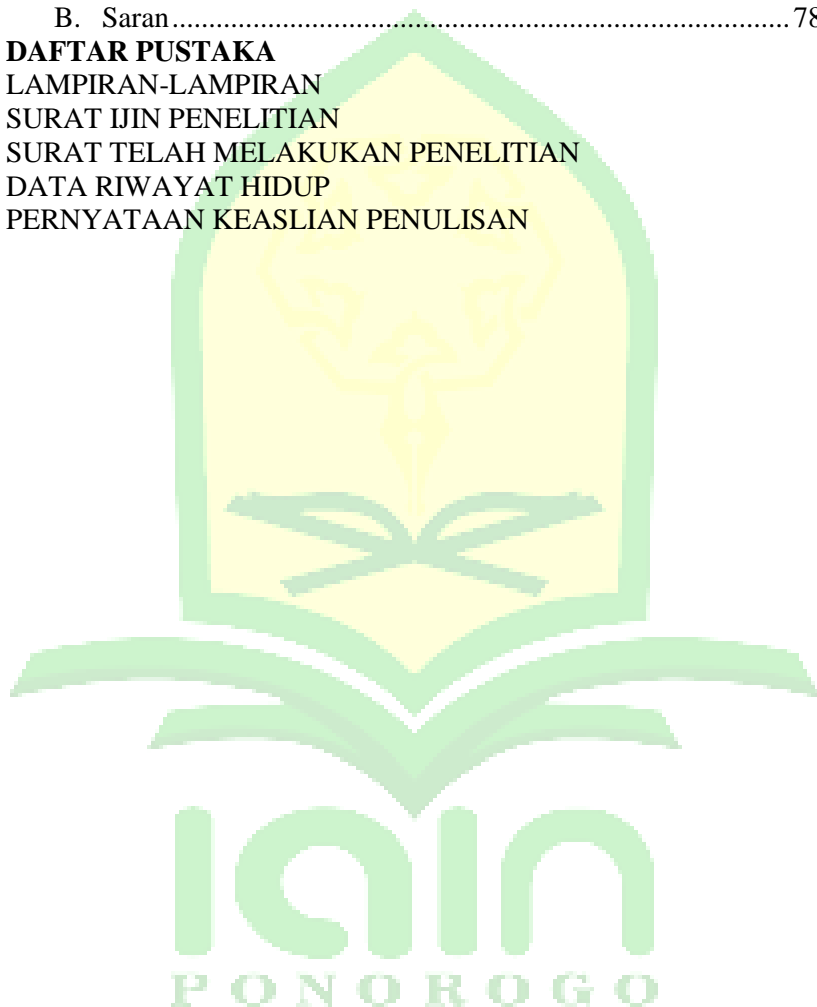 B. Saran........................................................................................78
DAFTAR PUSTAKA
LAMPIRAN-LAMPIRAN
SURAT IJIN PENELITIAN
SURAT TELAH MELAKUKAN PENELITIAN
DATA RIWAYAT HIDUP
PERNYATAAN KEASLIAN PENULISAN
iain
PONOROGO